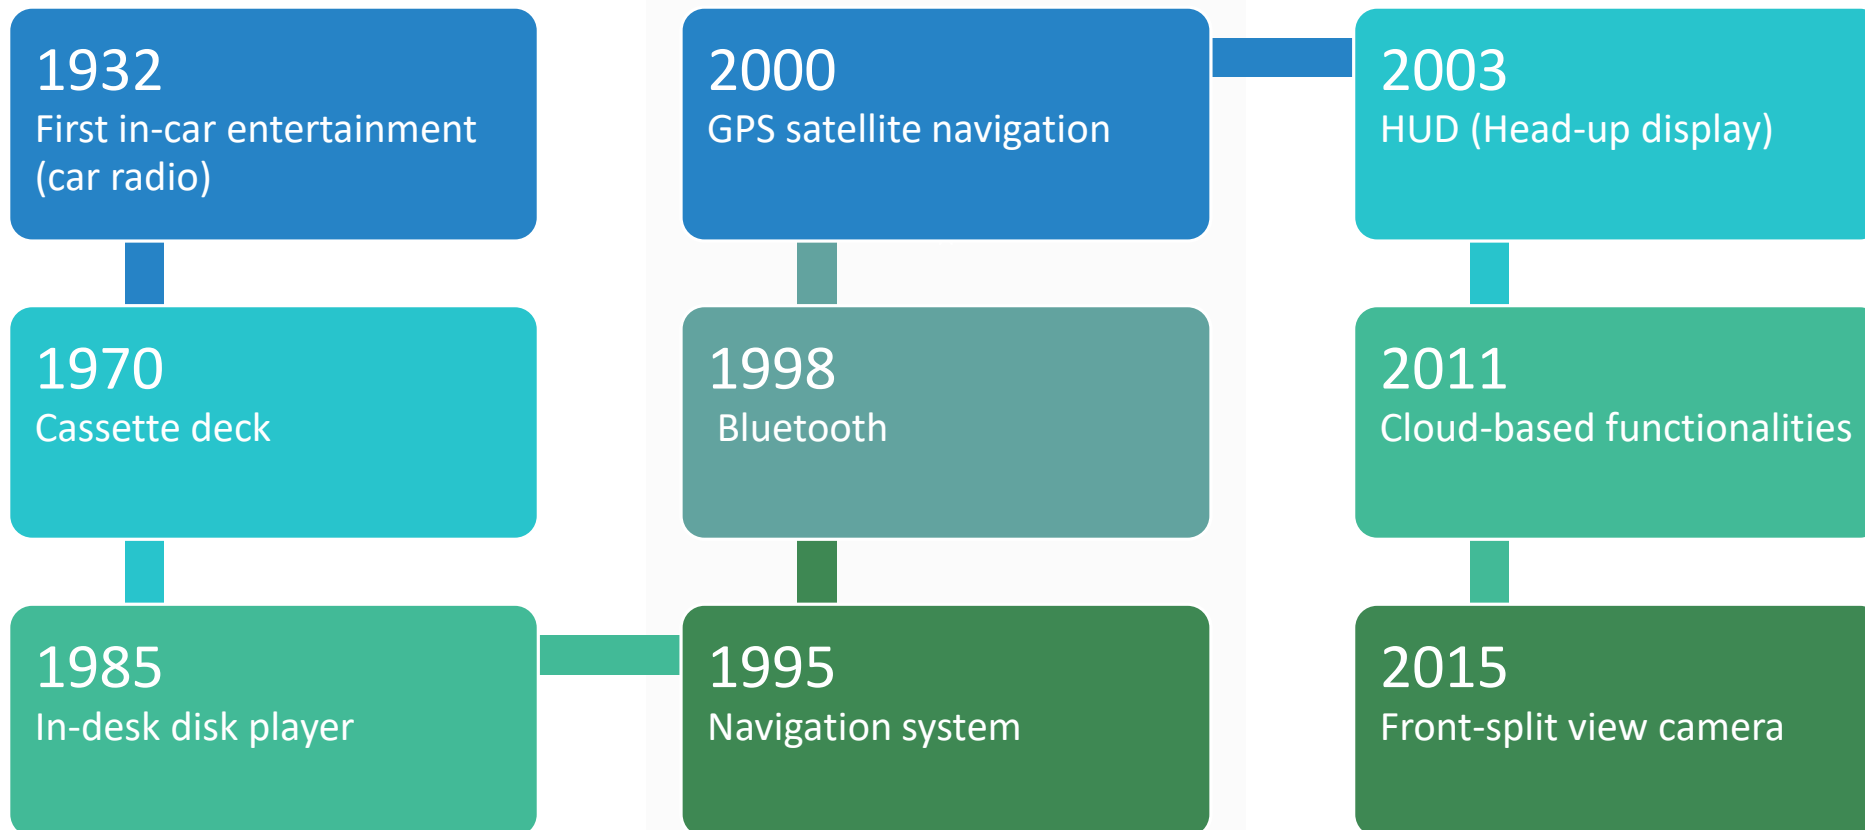 1932
First in-car entertainment
(car radio)
1970
Cassette deck
1985
In-desk disk player
1995
Navigation system
1998
Bluetooth
2000
GPS satellite navigation
2003
HUD (Head-up display)
2011
Cloud-based functionalities
2015
Front-split view camera